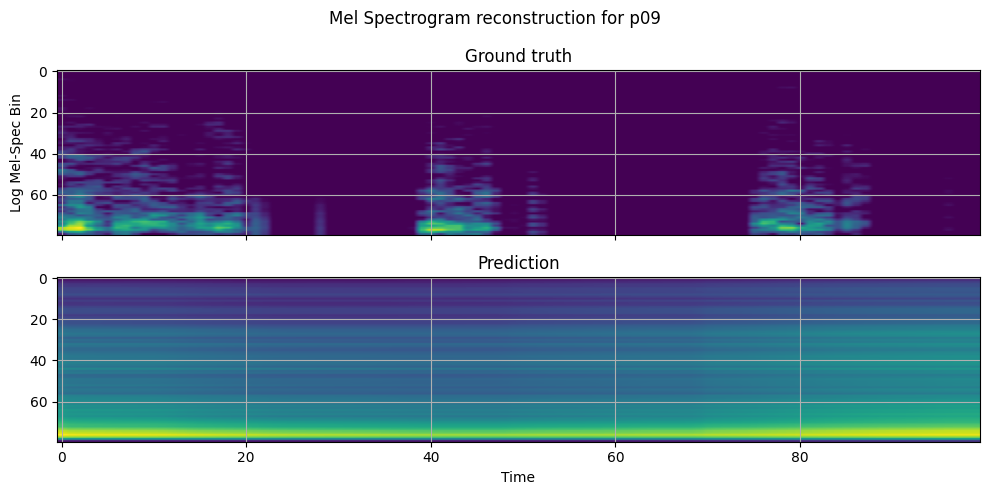 Mel Spectrogram reconstruction for p09
Ground truth
Log Mel-Spec Bin
0
20
40
60
Prediction
0
20
40
60
0 20 40 60 80
Time